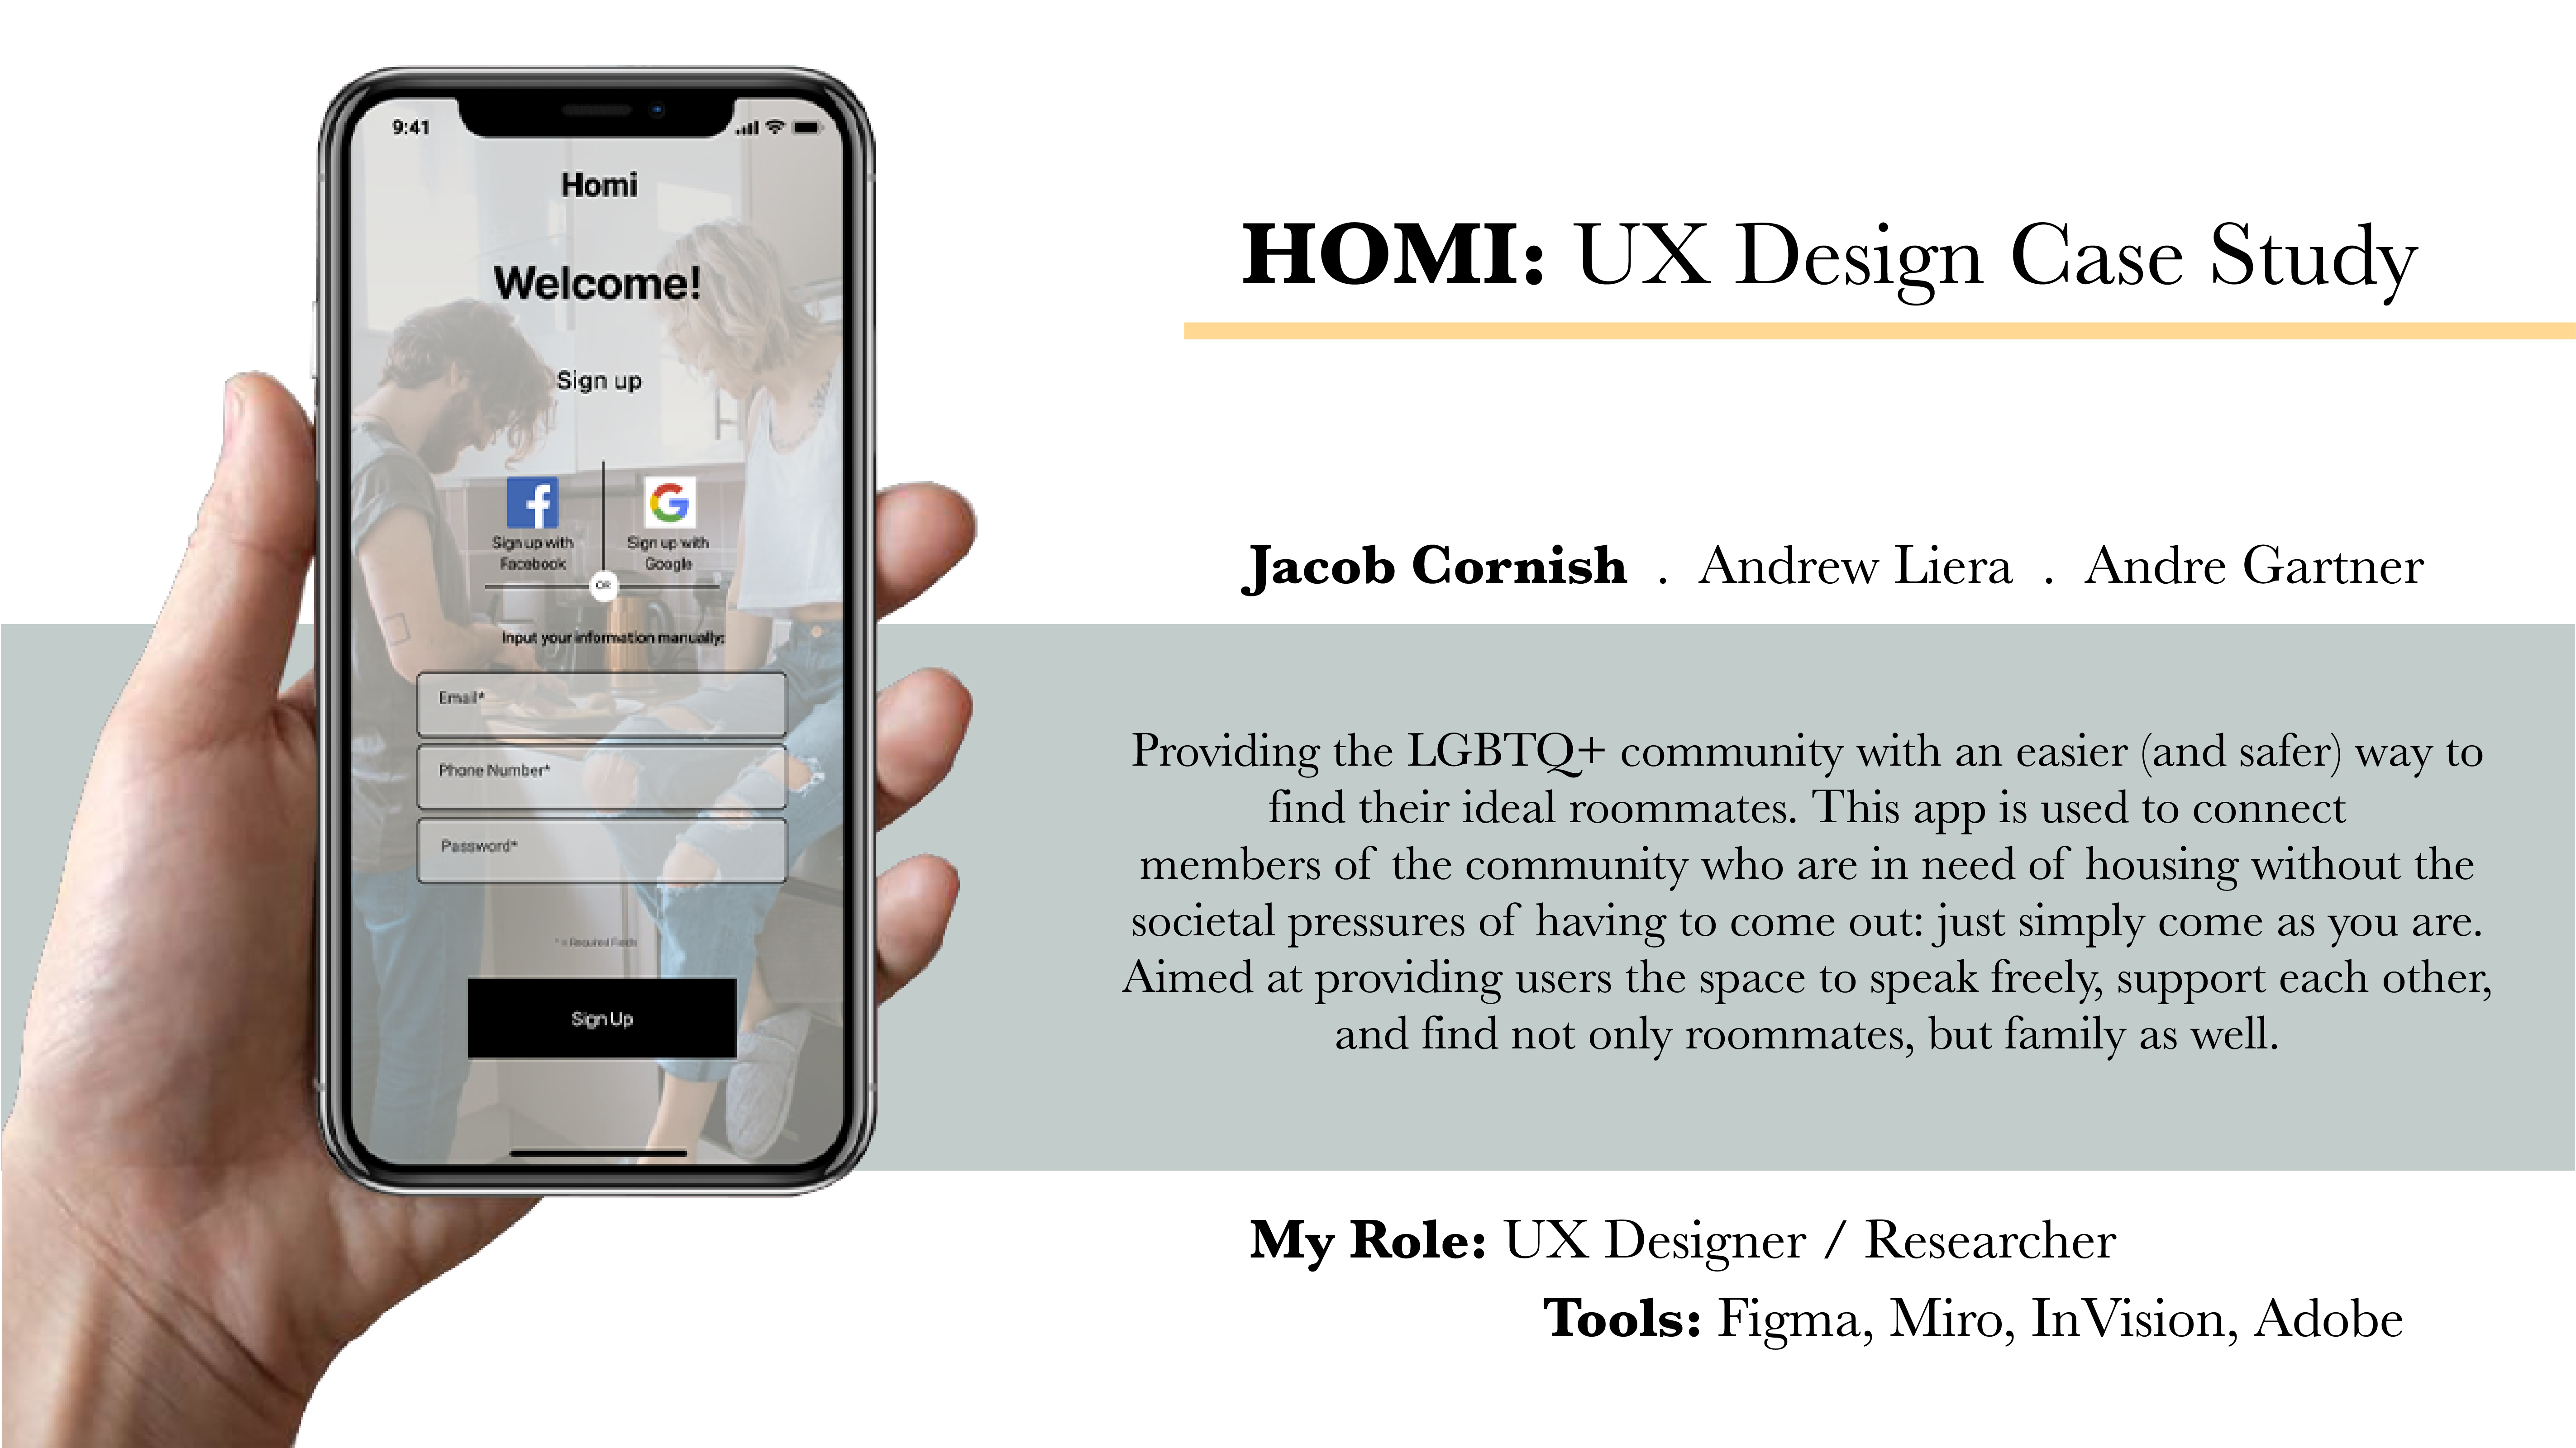 9:41
Homi
Welcome!
Sign up
Sign up with
Facebook
Sign up with
Google
OR
Input your information manually:
Email*
Phone Number*
Password*
* = Required Fields
Sign Up
HOMI: UX Design Case Study
Jacob Cornish . Andrew Liera . Andre Gartner
Providing the LGBTQ+ community with an easier (and safer) way to
find their ideal roommates. This app is used to connect
members of the community who are in need of housing without the
societal pressures of having to come out: just simply come as you are.
Aimed at providing users the space to speak freely, support each other,
and find not only roommates, but family as well.
My Role: UX Designer / Researcher
Tools: Figma, Miro, InVision, Adobe